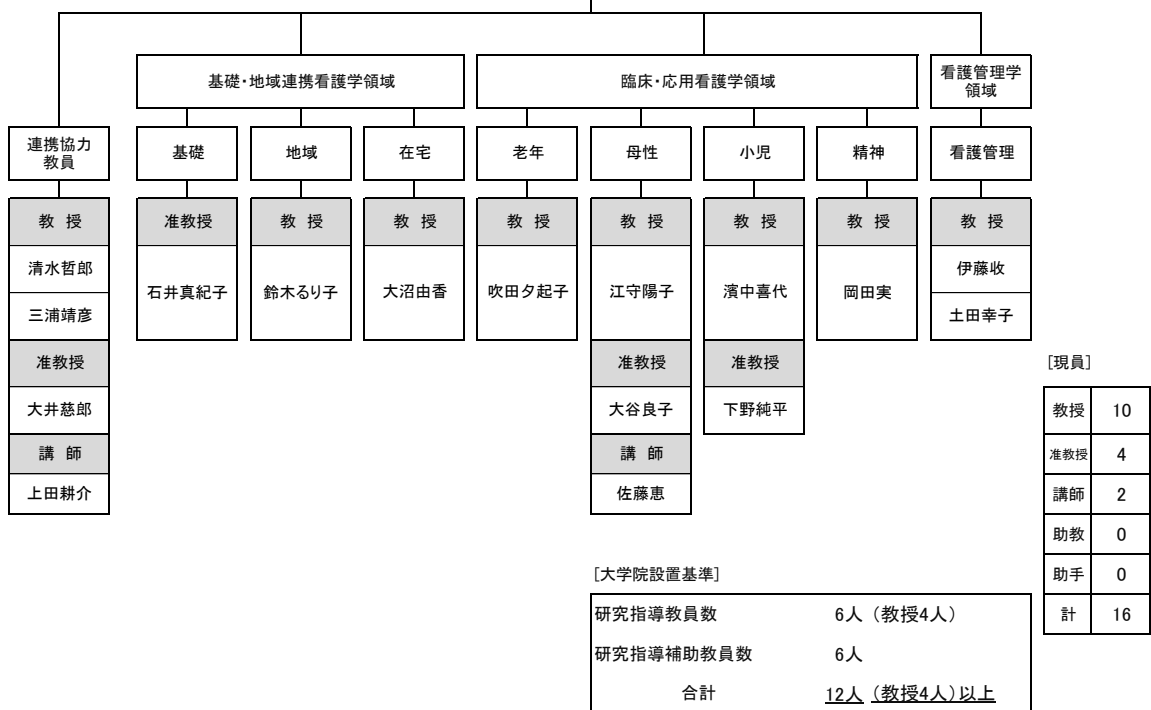 基礎・地域連携看護学領域
臨床・応用看護学領域
看護管理学
領域
連携協力
教員
基礎
地域
在宅
老年
母性
小児
精神
看護管理
教 授
准教授
教 授
教 授
教 授
教 授
教 授
教 授
教 授
清水哲郎
三浦靖彦
石井真紀子
鈴木るり子
大沼由香
吹田夕起子
江守陽子
濱中喜代
岡田実
伊藤收
土田幸子
准教授
准教授
准教授
大井慈郎
大谷良子
下野純平
講 師
講 師
上田耕介
佐藤恵
[現員]
教授 10
准教授 4
講師 2
助教 0
助手 0
計 16
[大学院設置基準]
研究指導教員数 6人（教授4人）
研究指導補助教員数 6人
合計 12人（教授4人）以上